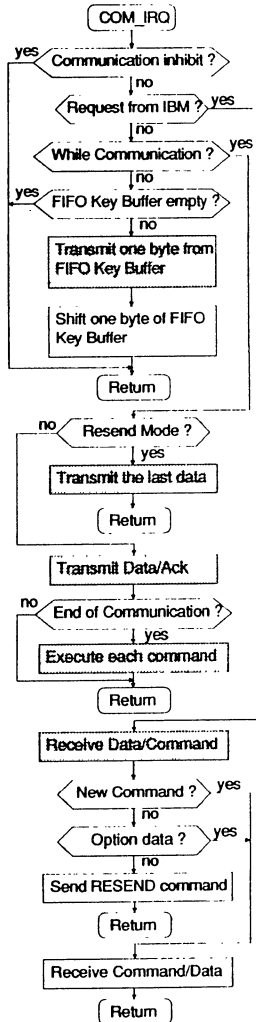 COM_IRQ
yes
Communication inhibit ?
no
Request from IBM ?
yes
no
While Communication ?
yes
no
yes
FIFO Key Buffer empty ?
no
Transmit one byte from
FIFO Key Buffer
Shift one byte of FIFO
Key Buffer
Return
no
Resend Mode ?
yes
Transmit the last data
Return
Transmit Data/Ack
no
End of Communication ?
yes
Execute each command
Return
Receive Data/Command
New Command ?
yes
no
Option data ?
yes
no
Send RESEND command
Return
Receive Command/Data
Return